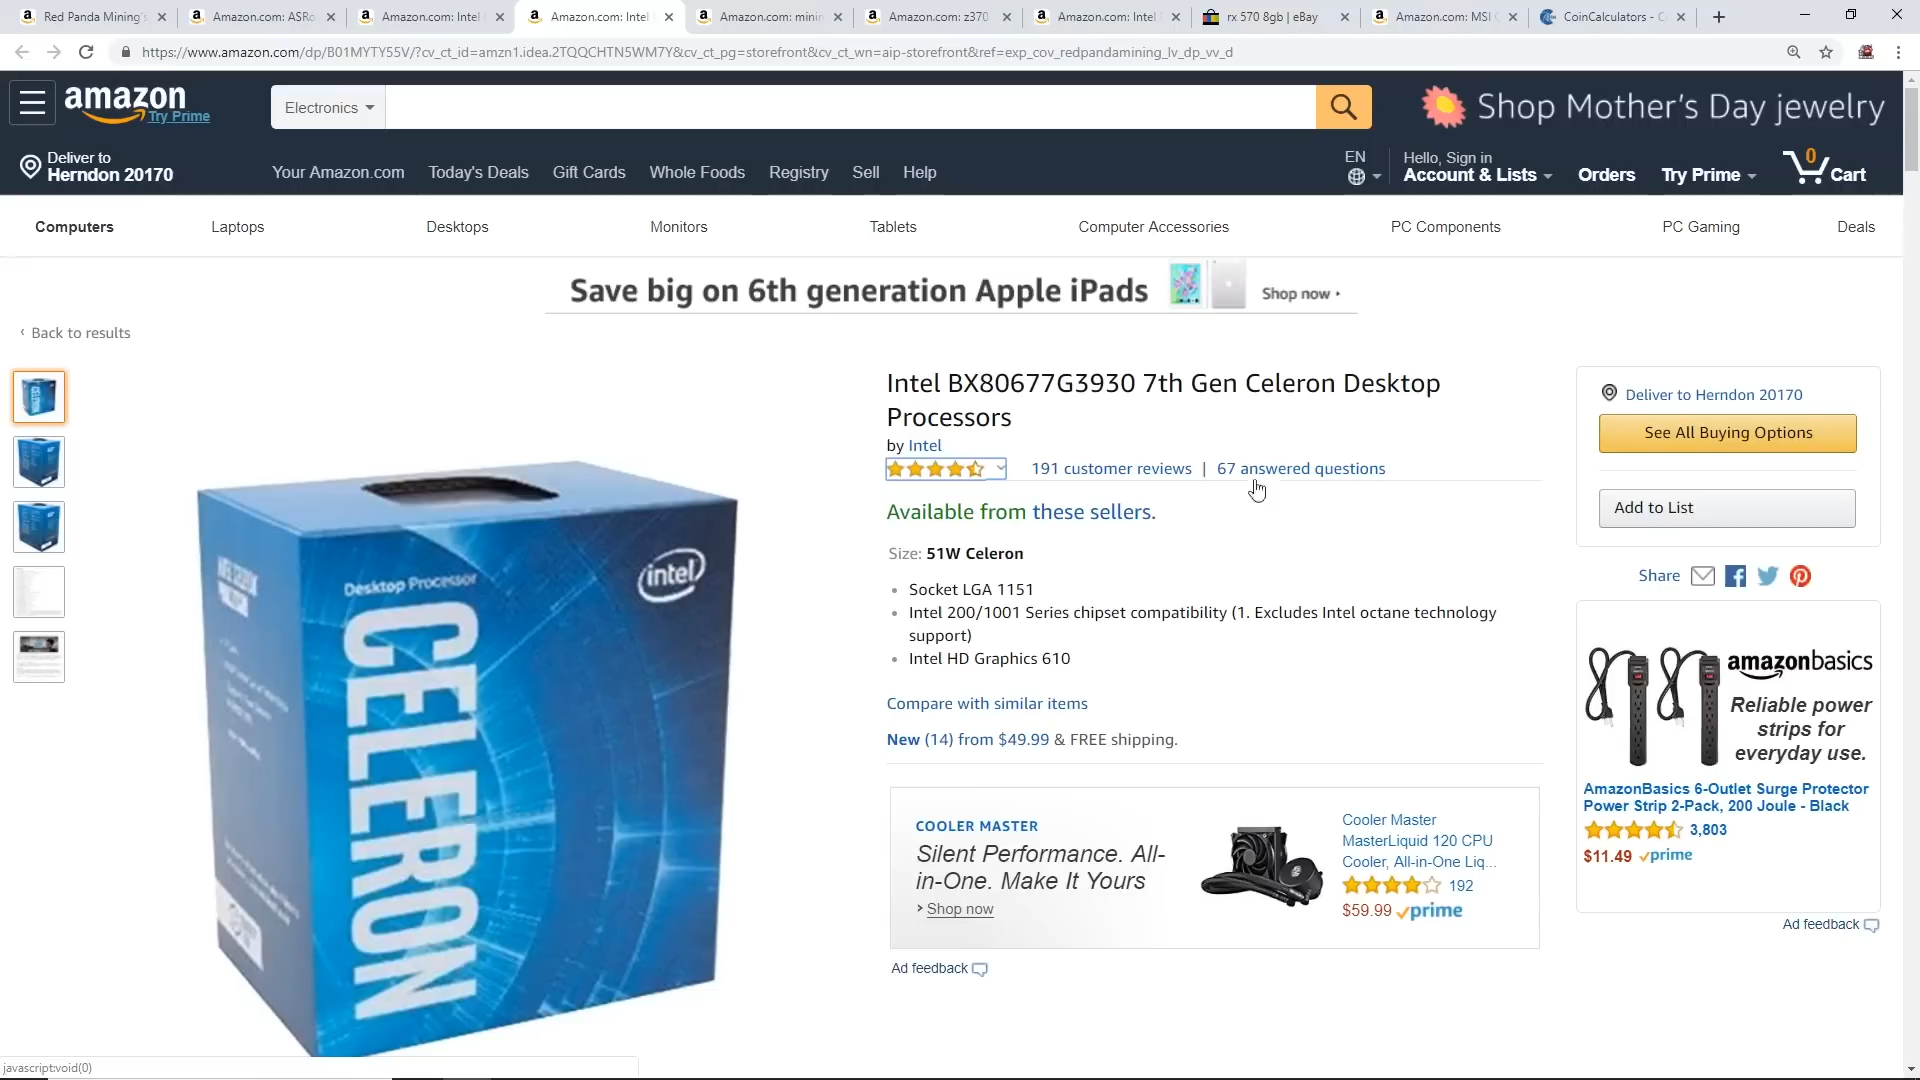 Red Panda Mining's
Amazon.com: ASRo
Amazon.com: Intel
Amazon.com: Intel
Amazon.com: minin
Amazon.com: z370
Amazon.com: Intel
rx 570 8gb | eBay
Amazon.com: MSI
CoinCalculators - C
https://www.amazon.com/dp/B01MYTY55V/?cv_ct_id=amzn1.idea.2TQQCHTN5WM7Y&cv_ct_pg=storefront&cv_ct_wn=aip-storefront&ref=exp_cov_redpandamining_lv_dp_vv_d
amazon
Try Prime
Electronics
Shop Mother's Day jewelry
Deliver to
Herndon 20170
Your Amazon.com Today's Deals Gift Cards Whole Foods Registry Sell Help
EN
Hello, Sign in
Account & Lists
Orders
Try Prime
0
Cart
Computers Laptops Desktops Monitors Tablets Computer Accessories PC Components PC Gaming Deals
Save big on 6th generation Apple iPads Shop now
Back to results
Intel BX80677G3930 7th Gen Celeron Desktop
Processors
by Intel
191 customer reviews | 67 answered questions
Available from these sellers.
Size: 51W Celeron
Socket LGA 1151
Intel 200/1001 Series chipset compatibility (1. Excludes Intel octane technology
support)
Intel HD Graphics 610
Compare with similar items
New (14) from $49.99 & FREE shipping.
Desktop Processor
intel
CELERON
COOLER MASTER
Silent Performance. All-
in-One. Make It Yours
Shop now
Cooler Master
MasterLiquid 120 CPU
Cooler, All-in-One Liq...
192
$59.99 prime
Ad feedback
Deliver to Herndon 20170
See All Buying Options
Add to List
Share
amazonbasics
Reliable power
strips for
everyday use.
AmazonBasics 6-Outlet Surge Protector
Power Strip 2-Pack, 200 Joule - Black
3,803
$11.49 prime
Ad feedback
javascript:void(0)